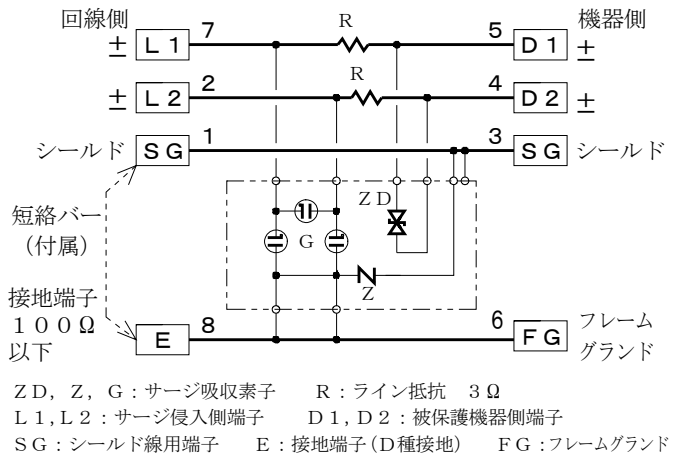 回線側 R 機器側
± L1 7 5 D1 ±
R
± L2 2 4 D2 ±
シールド SG 1 3 SG シールド
ZD
短絡バー
(付属)
G
Z
接地端子
100Ω
以下
E 8 6 FG フレーム
グランド
ZD, Z, G:サージ吸収素子 R:ライン抵抗 3Ω
L1,L2:サージ侵入側端子 D1,D2:被保護機器側端子
SG:シールド線用端子 E:接地端子(D種接地) FG:フレームグランド